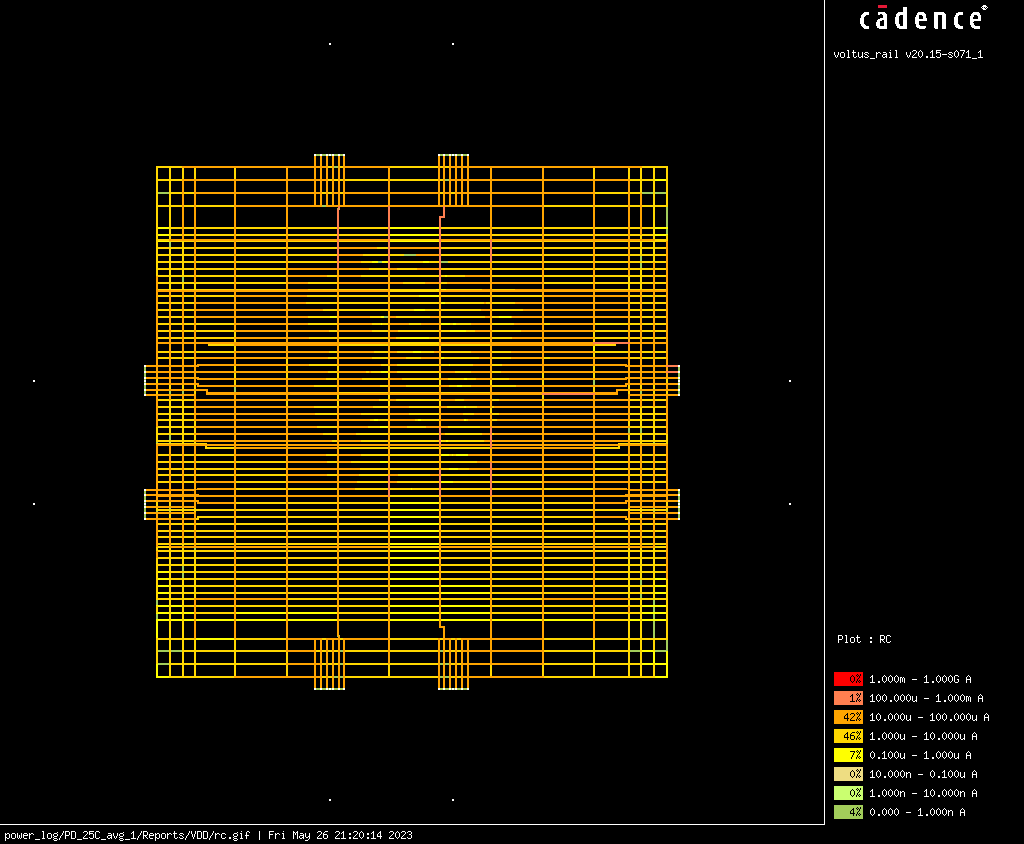 cādence®
voltus_rail v20.15-s071_1
Plot : RC
0% 1.000m - 1.000G A
1% 100.000u - 1.000m A
42% 10.000u - 100.000u A
46% 1.000u - 10.000u A
7% 0.100u - 1.000u A
0% 10.000n - 0.100u A
0% 1.000n - 10.000n A
4% 0.000 - 1.000n A
power_log/PD_25C_avg_1/Reports/VDD/rc.gif | Fri May 26 21:20:14 2023